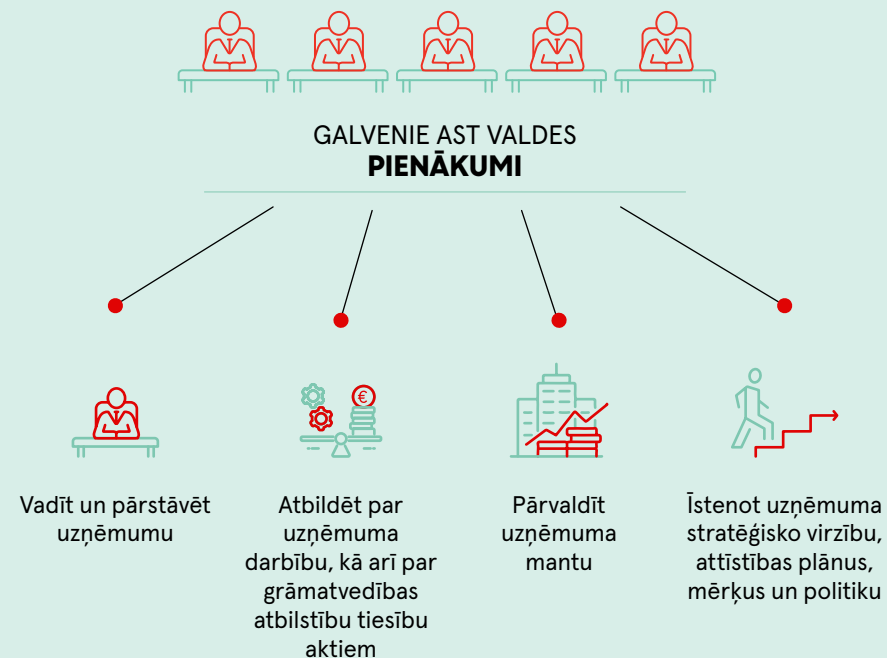 GALVENIE AST VALDES
PIENĀKUMI
Vadīt un pārstāvēt
uzņēmumu
Atbildēt par
uzņēmuma
darbību, kā arī par
grāmatvedības
atbilstību tiesību
aktiem
Pārvaldīt
uzņēmuma
mantu
Īstenot uzņēmuma
stratēģisko virzību,
attīstības plānus,
mērķus un politiku